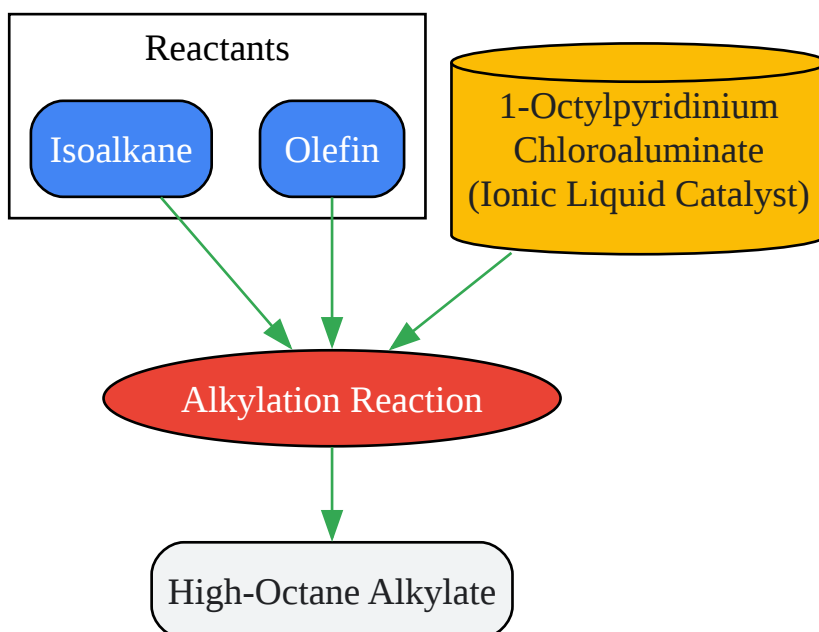 Reactants
Isoalkane
Olefin
1-Octylpyridinium
Chloroaluminate
(Ionic Liquid Catalyst)
Alkylation Reaction
High-Octane Alkylate